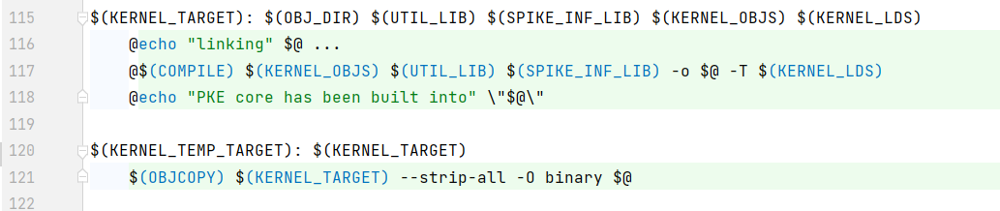 115 $(KERNEL_TARGET): $(OBJ_DIR) $(UTIL_LIB) $(SPIKE_INF_LIB) $(KERNEL_OBJS) $(KERNEL_LDS)
116     @echo "linking" $@ ...
117     @$(COMPILE) $(KERNEL_OBJS) $(UTIL_LIB) $(SPIKE_INF_LIB) -o $@ -T $(KERNEL_LDS)
118     @echo "PKE core has been built into" \"$@\"
119
120 $(KERNEL_TEMP_TARGET): $(KERNEL_TARGET)
121     $(OBJCOPY) $(KERNEL_TARGET) --strip-all -O binary $@
122